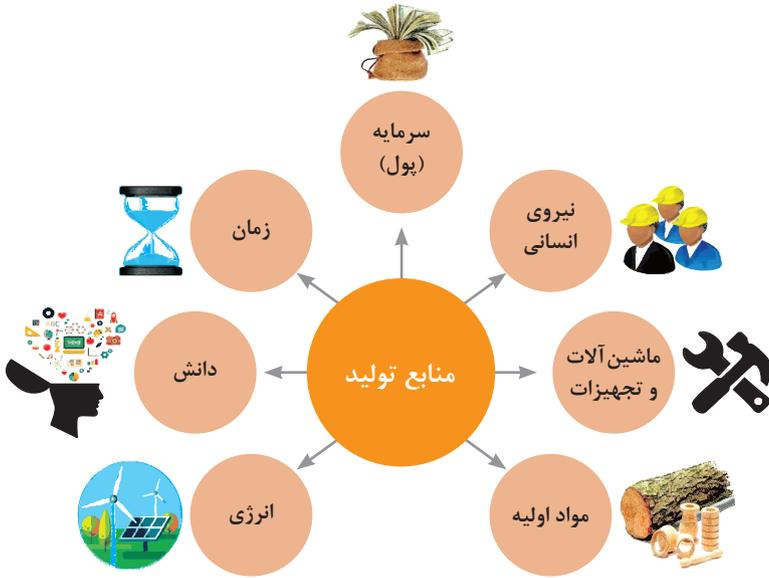 سرمایه
(پول)
نیروی
انسانی
زمان
ماشین‌آلات
و تجهیزات
منابع تولید
دانش
مواد اولیه
انرژی